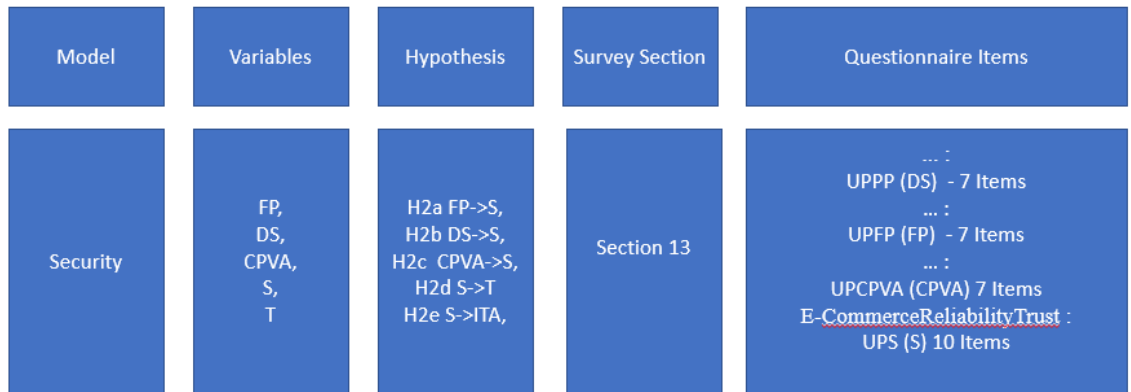 Model
Variables
Hypothesis
Survey Section
Questionnaire Items
Security
FP,
DS,
CPVA,
S,
T
H2a FP->S,
H2b DS->S,
H2c  CPVA->S,
H2d S->T
H2e S->ITA,
Section 13
... :
UPPP (DS)  - 7 Items
... :
UPFP (FP)  - 7 Items
... :
UPCPVA (CPVA) 7 Items
E-CommerceReliabilityTrust :
UPS (S) 10 Items